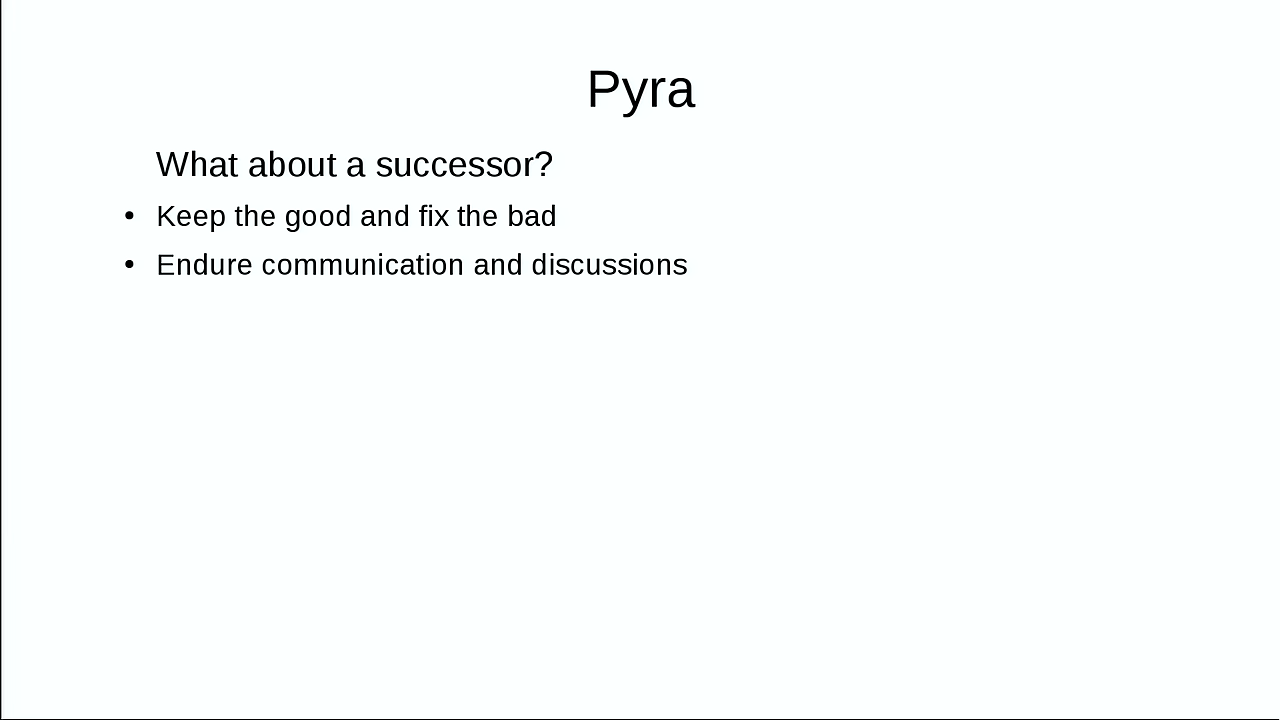 Pyra
What about a successor?
• Keep the good and fix the bad
• Endure communication and discussions